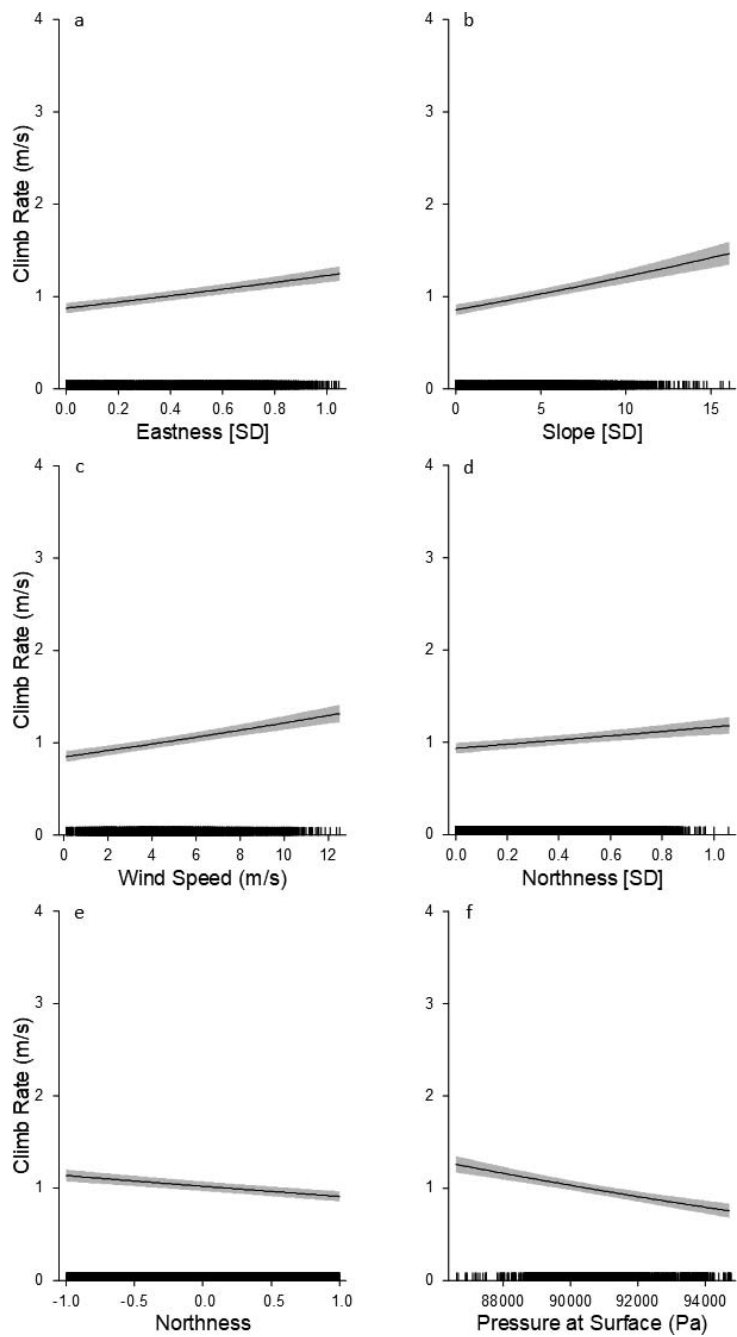 a
4
3
2
1
0
Climb Rate (m/s)
0.0 0.2 0.4 0.6 0.8 1.0
Eastness [SD]
b
4
3
2
1
0
0 5 10 15
Slope [SD]
c
4
3
2
1
0
Climb Rate (m/s)
0 2 4 6 8 10 12
Wind Speed (m/s)
d
4
3
2
1
0
0.0 0.2 0.4 0.6 0.8 1.0
Northness [SD]
e
4
3
2
1
0
Climb Rate (m/s)
-1.0 -0.5 0.0 0.5 1.0
Northness
f
4
3
2
1
0
88000 90000 92000 94000
Pressure at Surface (Pa)